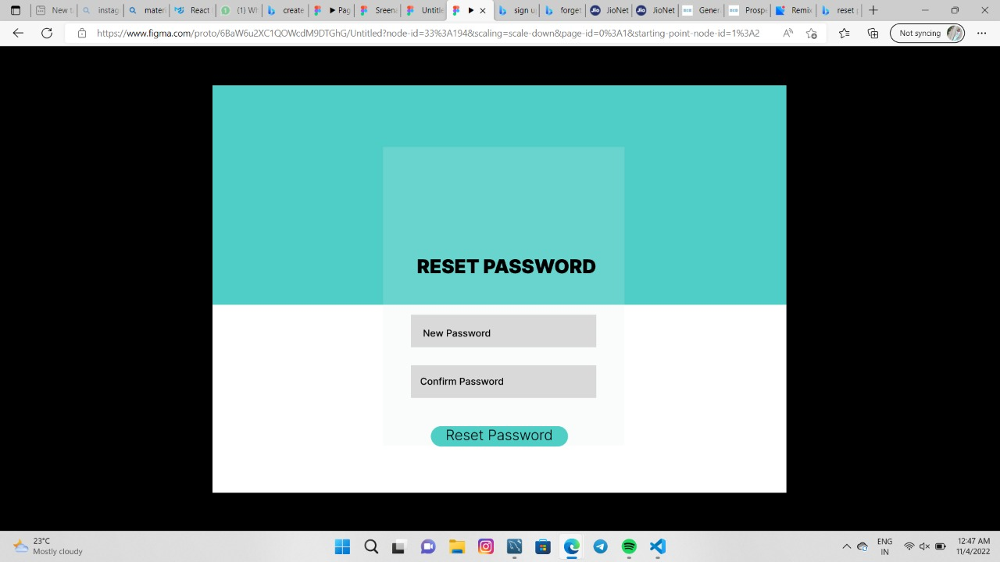 New t
instag
mater
React
(1) W
create
▶ Pag
Sreen
Untitle
▶
sign u
forget
JioNet
JioNet
Gener
Prospe
Remix
reset
https://www.figma.com/proto/6BaW6u2XC1QOWcdM9DTGhG/Untitled?node-id=33%3A194&scaling=scale-down&page-id=0%3A1&starting-point-node-id=1%3A2
Not syncing
RESET PASSWORD
New Password
Confirm Password
Reset Password
23°C
Mostly cloudy
ENG
IN
12:47 AM
11/4/2022